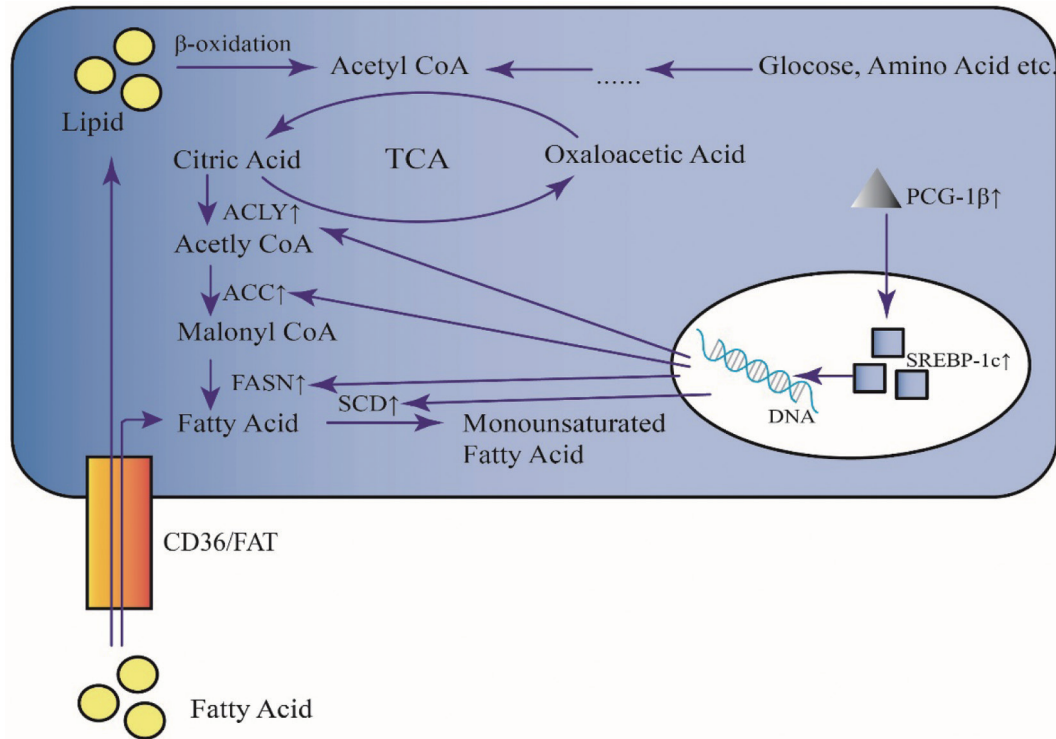 β-oxidation
Acetyl CoA
......
Glocose, Amino Acid etc.
Lipid
Citric Acid
TCA
Oxaloacetic Acid
PCG-1β↑
ACLY↑
Acetly CoA
ACC↑
Malonyl CoA
SREBP-1c↑
FASN↑
SCD↑
DNA
Fatty Acid
Monounsaturated
Fatty Acid
CD36/FAT
Fatty Acid